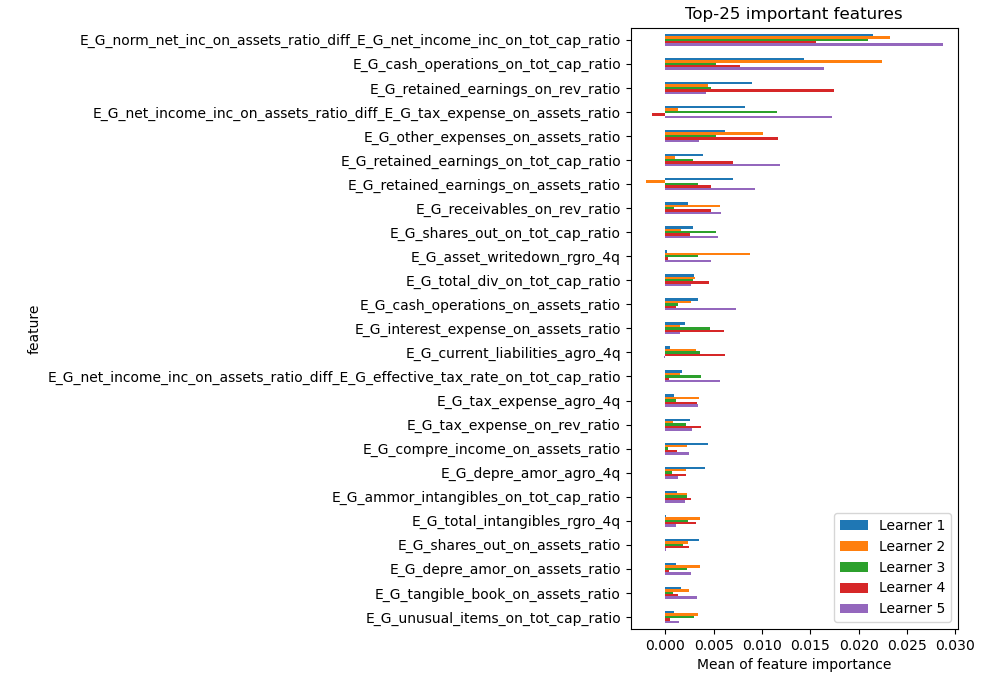 Top-25 important features
E_G_norm_net_inc_on_assets_ratio_diff_E_G_net_income_inc_on_tot_cap_ratio
E_G_cash_operations_on_tot_cap_ratio
E_G_retained_earnings_on_rev_ratio
E_G_net_income_inc_on_assets_ratio_diff_E_G_tax_expense_on_assets_ratio
E_G_other_expenses_on_assets_ratio
E_G_retained_earnings_on_tot_cap_ratio
E_G_retained_earnings_on_assets_ratio
E_G_receivables_on_rev_ratio
E_G_shares_out_on_tot_cap_ratio
E_G_asset_writedown_rgro_4q
E_G_total_div_on_tot_cap_ratio
E_G_cash_operations_on_assets_ratio
E_G_interest_expense_on_assets_ratio
E_G_current_liabilities_agro_4q
E_G_net_income_inc_on_assets_ratio_diff_E_G_effective_tax_rate_on_tot_cap_ratio
E_G_tax_expense_agro_4q
E_G_tax_expense_on_rev_ratio
E_G_compre_income_on_assets_ratio
E_G_depre_amor_agro_4q
E_G_ammor_intangibles_on_tot_cap_ratio
E_G_total_intangibles_rgro_4q
E_G_shares_out_on_assets_ratio
E_G_depre_amor_on_assets_ratio
E_G_tangible_book_on_assets_ratio
E_G_unusual_items_on_tot_cap_ratio
feature
Learner 1
Learner 2
Learner 3
Learner 4
Learner 5
0.000 0.005 0.010 0.015 0.020 0.025 0.030
Mean of feature importance